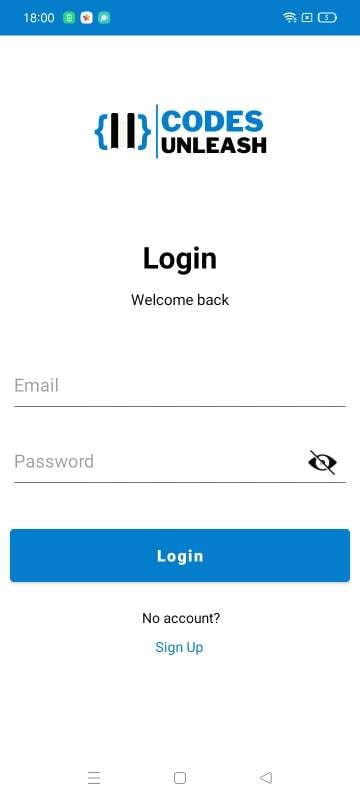 18:00
CODES
UNLEASH
Login
Welcome back
Email
Password
Login
No account?
Sign Up